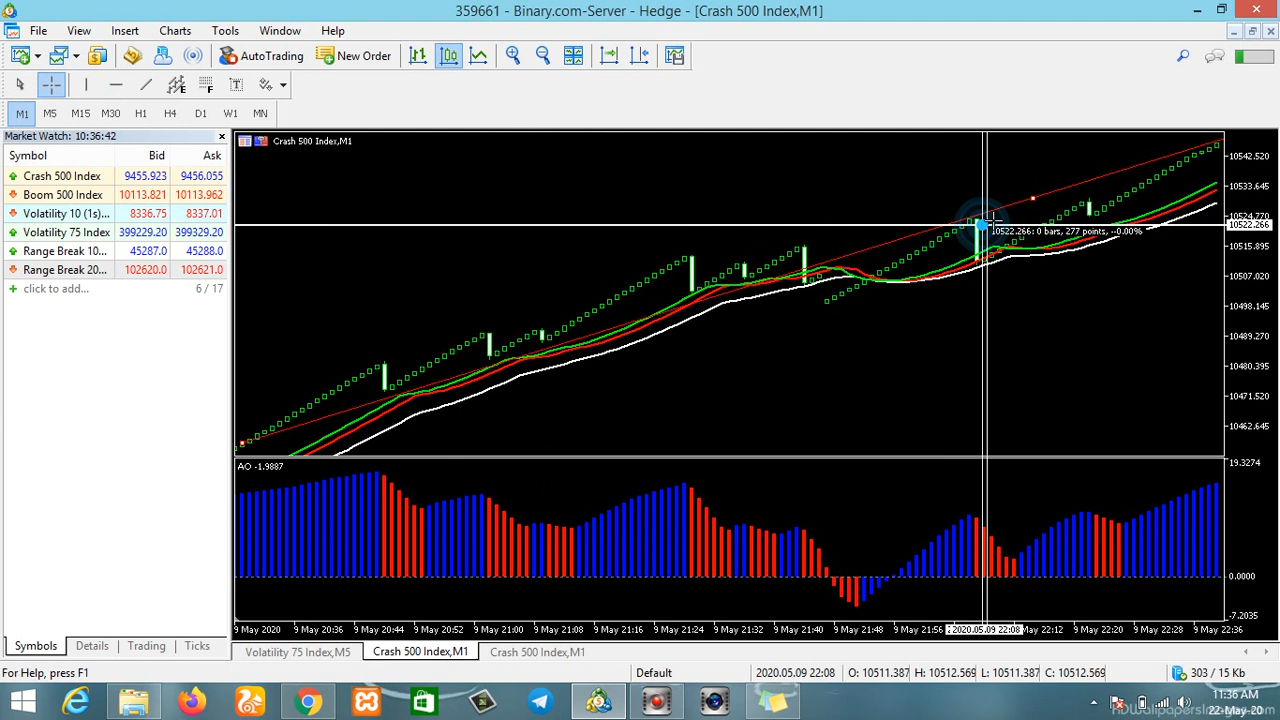 359661 - Binary.com-Server - Hedge - [Crash 500 Index,M1]
File View Insert Charts Tools Window Help
AutoTrading New Order
M1 M5 M15 M30 H1 H4 D1 W1 MN
Market Watch: 10:36:42
Symbol Bid Ask
Crash 500 Index 9455.923 9456.055
Boom 500 Index 10113.821 10113.962
Volatility 10 (1s)... 8336.75 8337.01
Volatility 75 Index 399229.20 399329.20
Range Break 10... 45287.0 45288.0
Range Break 20... 102620.0 102621.0
click to add... 6 / 17
Symbols Details Trading Ticks
Crash 500 Index,M1
10522.266: 0 bars, 277 points, --0.00%
10542.520
10533.645
10524.770
10522.266
10515.895
10507.020
10498.145
10489.270
10480.395
10471.520
10462.645
AO -1.9887
19.3274
0.0000
-7.2035
9 May 2020 9 May 20:36 9 May 20:44 9 May 20:52 9 May 21:00 9 May 21:08 9 May 21:16 9 May 21:24 9 May 21:32 9 May 21:40 9 May 21:48 9 May 21:56 2020.05.09 22:08 May 22:12 9 May 22:20 9 May 22:28 9 May 22:36
Volatility 75 Index,M5 Crash 500 Index,M1 Crash 500 Index,M1
For Help, press F1 Default 2020.05.09 22:08 O: 10511.387 H: 10512.569 L: 10511.387 C: 10512.569 303 / 15 Kb
11:36 AM
22-May-20